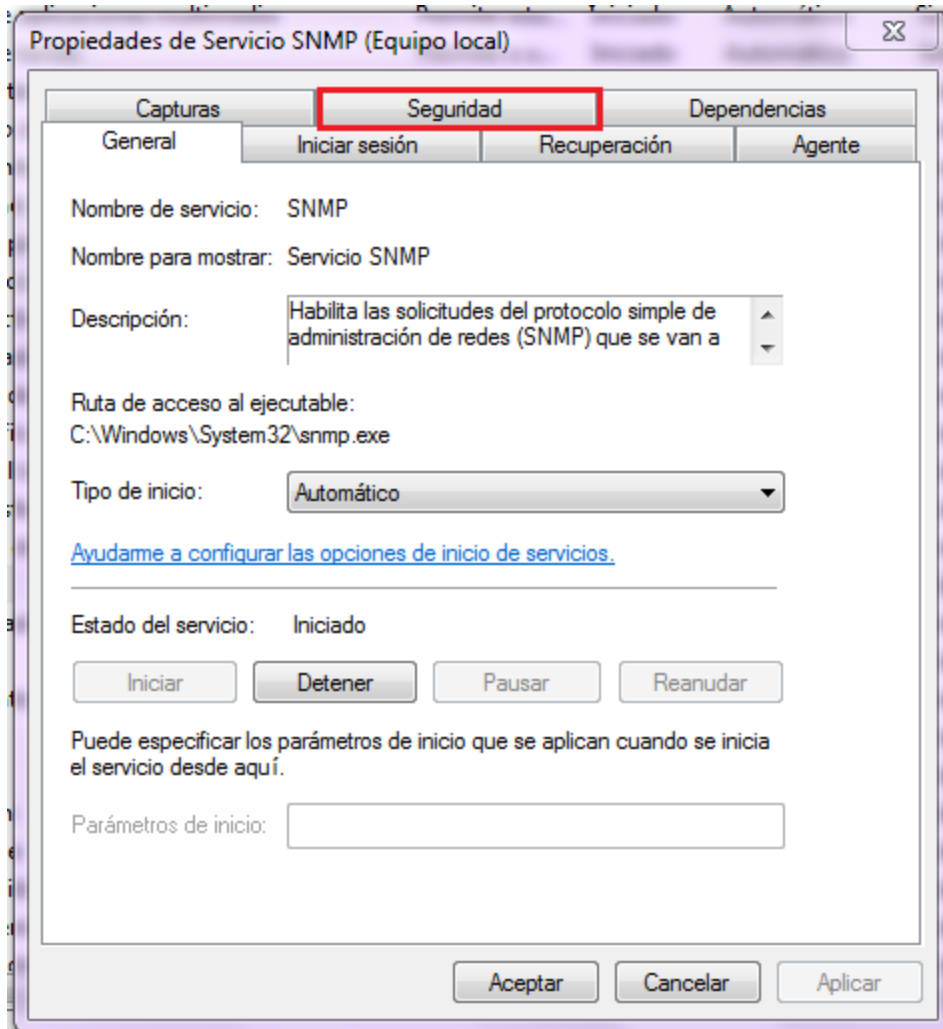 Propiedades de Servicio SNMP (Equipo local)
Capturas Seguridad Dependencias
General Iniciar sesión Recuperación Agente
Nombre de servicio: SNMP
Nombre para mostrar: Servicio SNMP
Descripción: Habilita las solicitudes del protocolo simple de
administración de redes (SNMP) que se van a
Ruta de acceso al ejecutable:
C:\Windows\System32\snmp.exe
Tipo de inicio: Automático
Ayudarme a configurar las opciones de inicio de servicios.
Estado del servicio: Iniciado
Iniciar Detener Pausar Reanudar
Puede especificar los parámetros de inicio que se aplican cuando se inicia
el servicio desde aquí.
Parámetros de inicio:
Aceptar Cancelar Aplicar